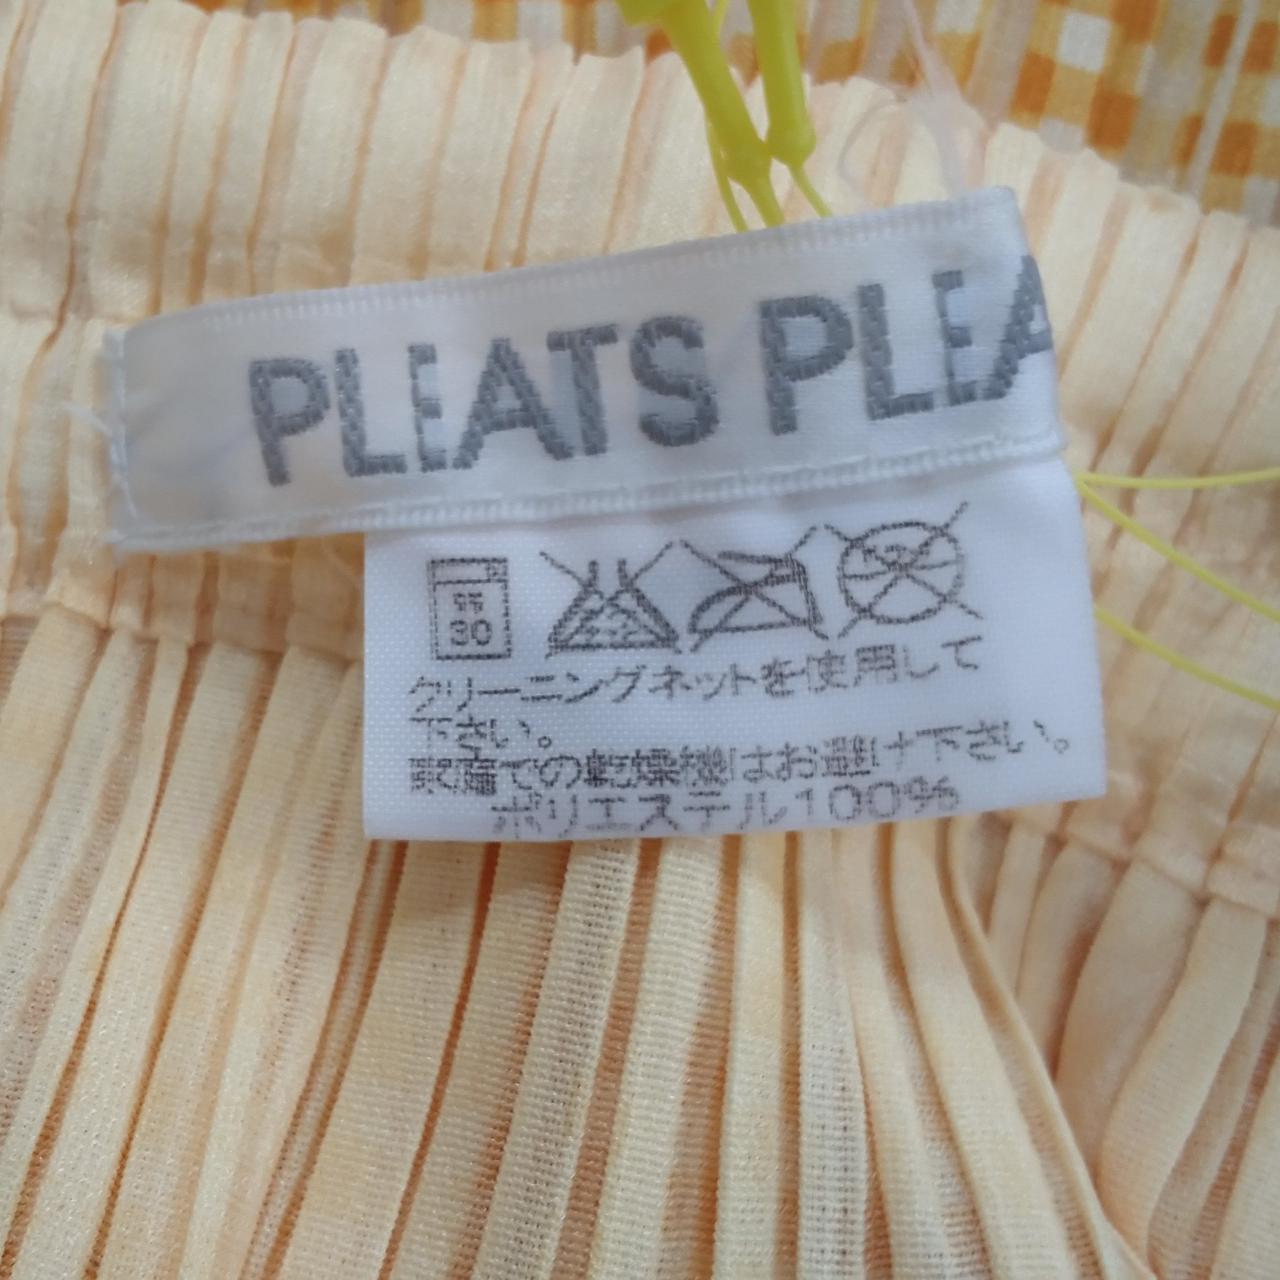 PLEATS PLEA
弱
30
クリーニングネットを使用して
下さい。
家庭での乾燥機はお避け下さい。
ポリエステル100%